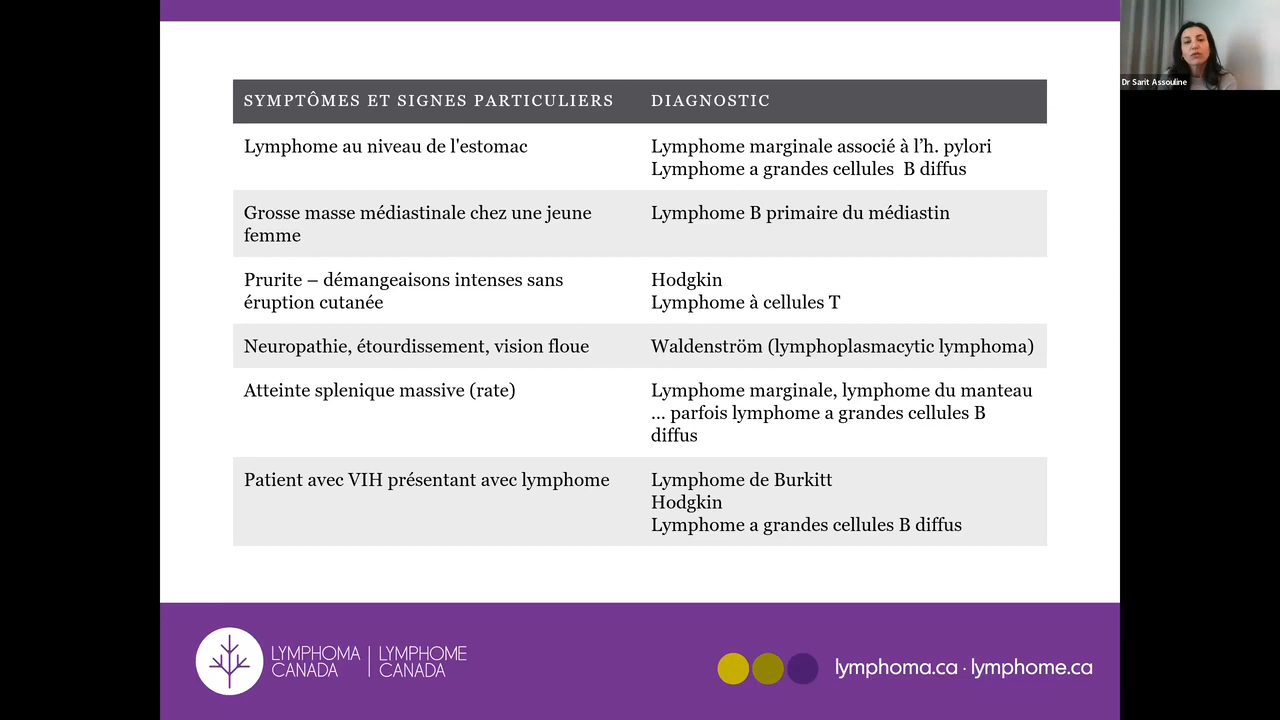 Dr Sarit Assouline
SYMPTÔMES ET SIGNES PARTICULIERS
DIAGNOSTIC
Lymphome au niveau de l'estomac
Lymphome marginale associé à l’h. pylori
Lymphome a grandes cellules  B diffus
Grosse masse médiastinale chez une jeune
femme
Lymphome B primaire du médiastin
Prurite – démangeaisons intenses sans
éruption cutanée
Hodgkin
Lymphome à cellules T
Neuropathie, étourdissement, vision floue
Waldenström (lymphoplasmacytic lymphoma)
Atteinte splenique massive (rate)
Lymphome marginale, lymphome du manteau
... parfois lymphome a grandes cellules B
diffus
Patient avec VIH présentant avec lymphome
Lymphome de Burkitt
Hodgkin
Lymphome a grandes cellules B diffus
LYMPHOMA
CANADA
LYMPHOME
CANADA
lymphoma.ca · lymphome.ca